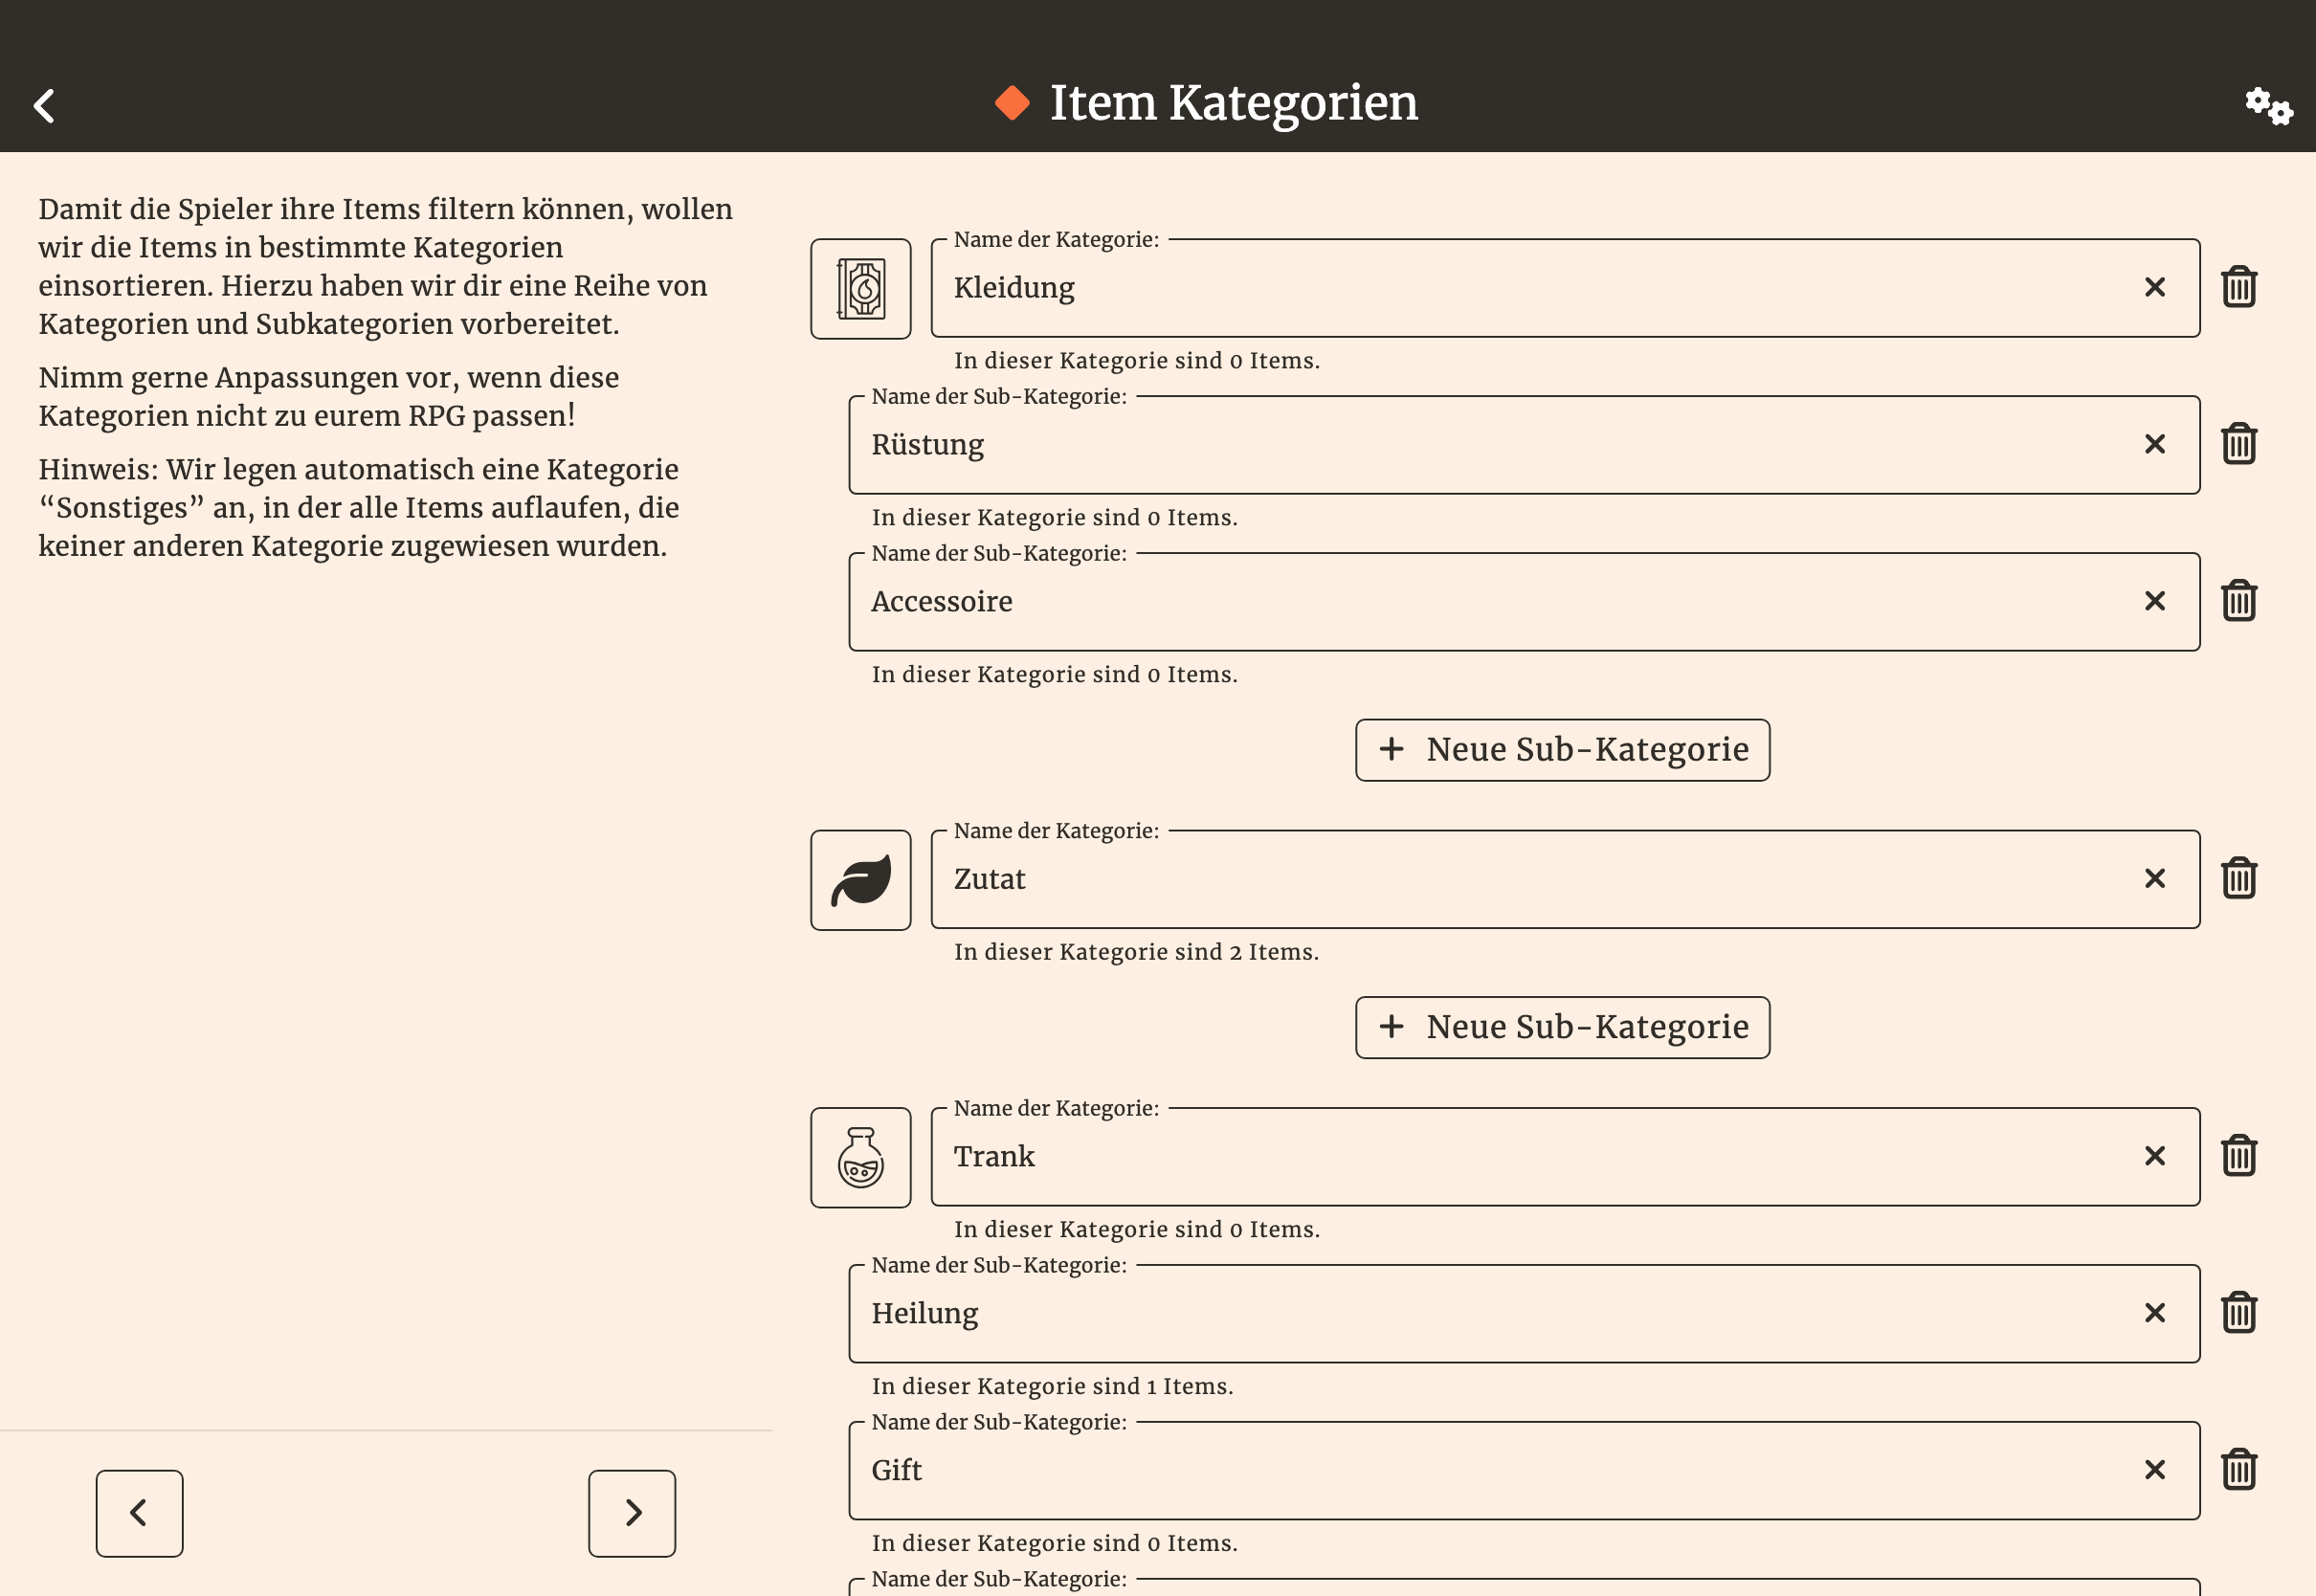 Item Kategorien
Damit die Spieler ihre Items filtern können, wollen
wir die Items in bestimmte Kategorien
einsortieren. Hierzu haben wir dir eine Reihe von
Kategorien und Subkategorien vorbereitet.
Nimm gerne Anpassungen vor, wenn diese
Kategorien nicht zu eurem RPG passen!
Hinweis: Wir legen automatisch eine Kategorie
“Sonstiges” an, in der alle Items auflaufen, die
keiner anderen Kategorie zugewiesen wurden.
Name der Kategorie:
Kleidung
In dieser Kategorie sind 0 Items.
Name der Sub-Kategorie:
Rüstung
In dieser Kategorie sind 0 Items.
Name der Sub-Kategorie:
Accessoire
In dieser Kategorie sind 0 Items.
+ Neue Sub-Kategorie
Name der Kategorie:
Zutat
In dieser Kategorie sind 2 Items.
+ Neue Sub-Kategorie
Name der Kategorie:
Trank
In dieser Kategorie sind 0 Items.
Name der Sub-Kategorie:
Heilung
In dieser Kategorie sind 1 Items.
Name der Sub-Kategorie:
Gift
In dieser Kategorie sind 0 Items.
Name der Sub-Kategorie: